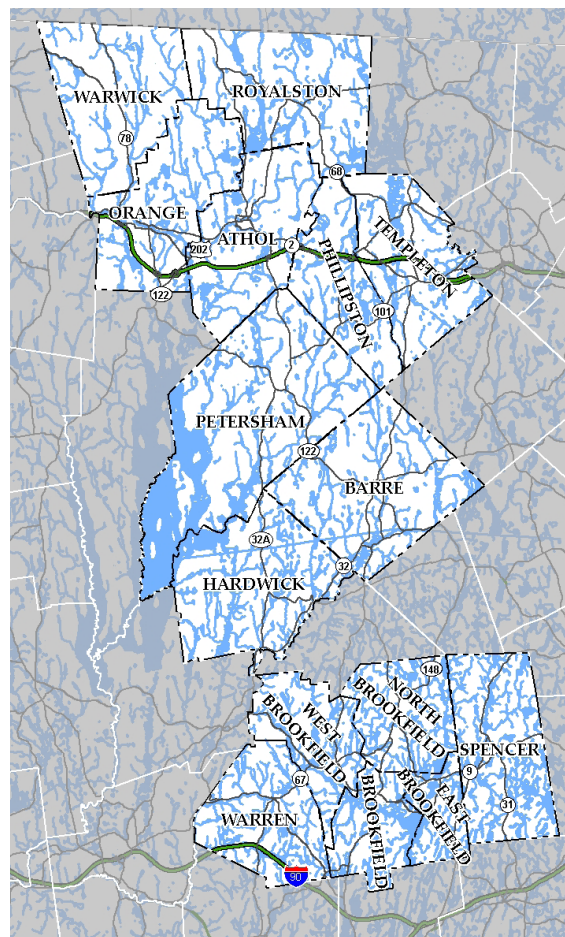 WARWICK
ROYALSTON
78
68
ORANGE
ATHOL
202
2
PHILLIPSTON
TEMPLETON
122
101
PETERSHAM
122
BARRE
32A
32
HARDWICK
148
NORTH
BROOKFIELD
WEST
BROOKFIELD
SPENCER
9
67
EAST
BROOKFIELD
BROOKFIELD
31
WARREN
90